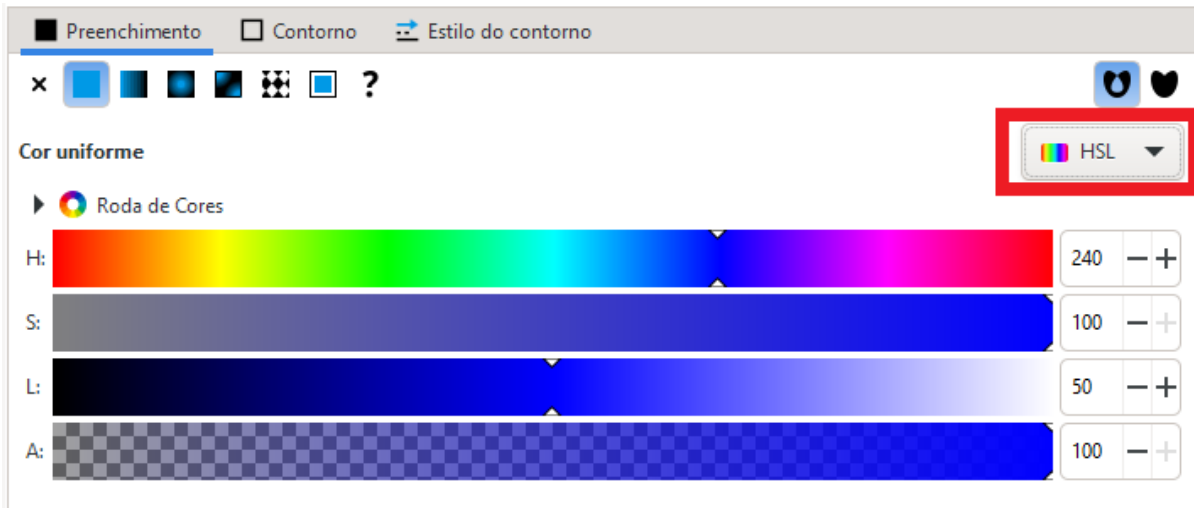 Preenchimento Contorno Estilo do contorno
?
Cor uniforme HSL
Roda de Cores
H: 240
S: 100
L: 50
A: 100